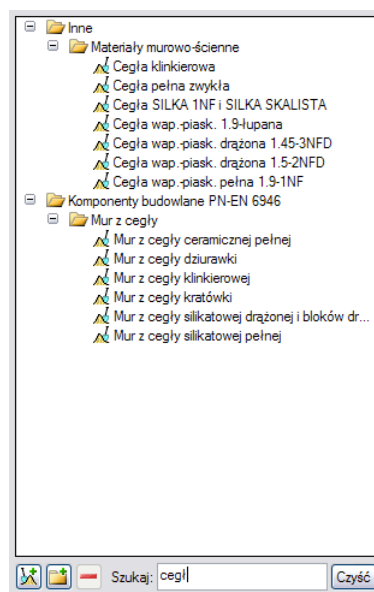 Inne
Materiały murowo-ścienne
Cegła klinkierowa
Cegła pełna zwykła
Cegła SILKA 1NF i SILKA SKALISTA
Cegła wap.-piask. 1.9-łupana
Cegła wap.-piask. drążona 1.45-3NFD
Cegła wap.-piask. drążona 1.5-2NFD
Cegła wap.-piask. pełna 1.9-1NF
Komponenty budowlane PN-EN 6946
Mur z cegły
Mur z cegły ceramicznej pełnej
Mur z cegły dziurawki
Mur z cegły klinkierowej
Mur z cegły kratówki
Mur z cegły silikatowej drążonej i bloków dr...
Mur z cegły silikatowej pełnej
Szukaj: cegł Czyść